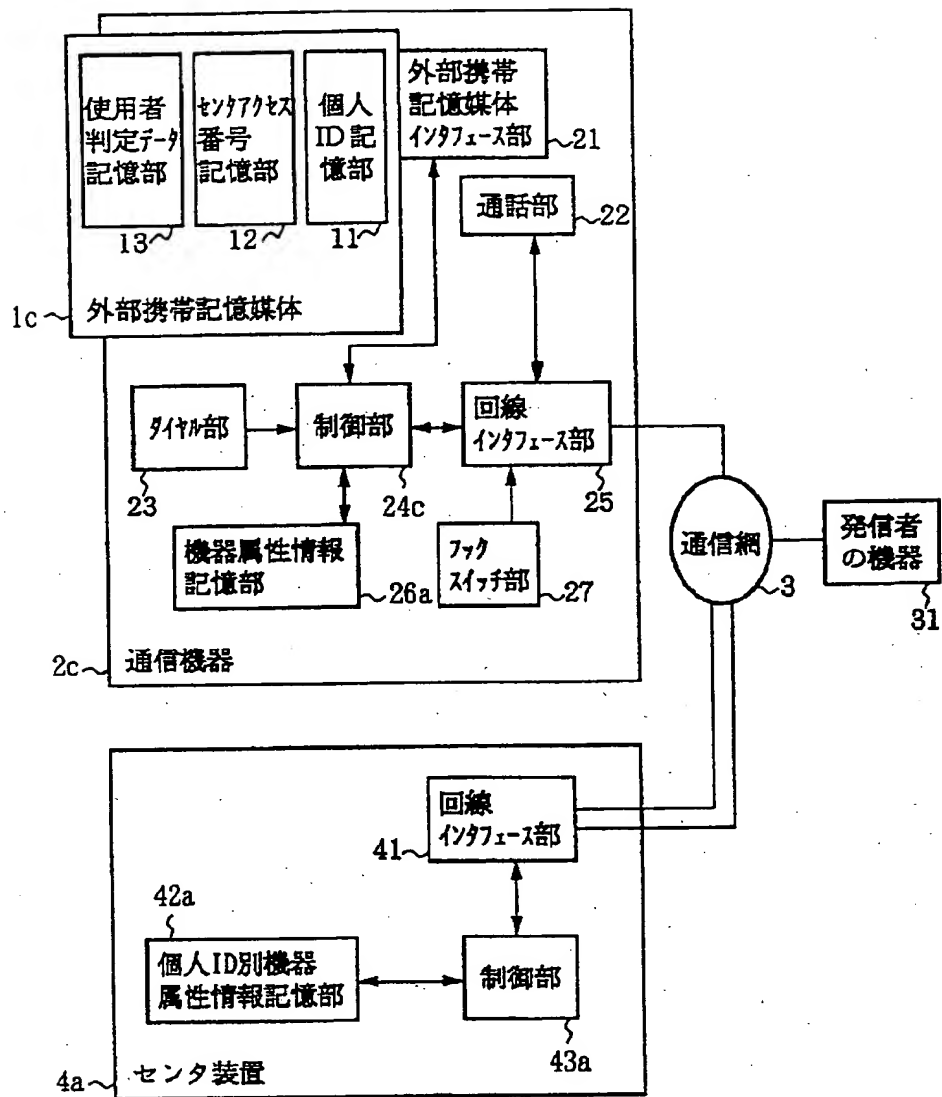 使用者
判定データ
記憶部
13
センタアクセス
番号
記憶部
12
個人
ID記
憶部
11
外部携帯記憶媒体
1c
外部携帯
記憶媒体
インタフェース部
21
通話部
22
ダイヤル部
23
制御部
24c
回線
インタフェース部
25
機器属性情報
記憶部
26a
フック
スイッチ部
27
通信機器
2c
通信網
3
発信者
の機器
31
回線
インタフェース部
41
42a
個人ID別機器
属性情報記憶部
制御部
43a
センタ装置
4a